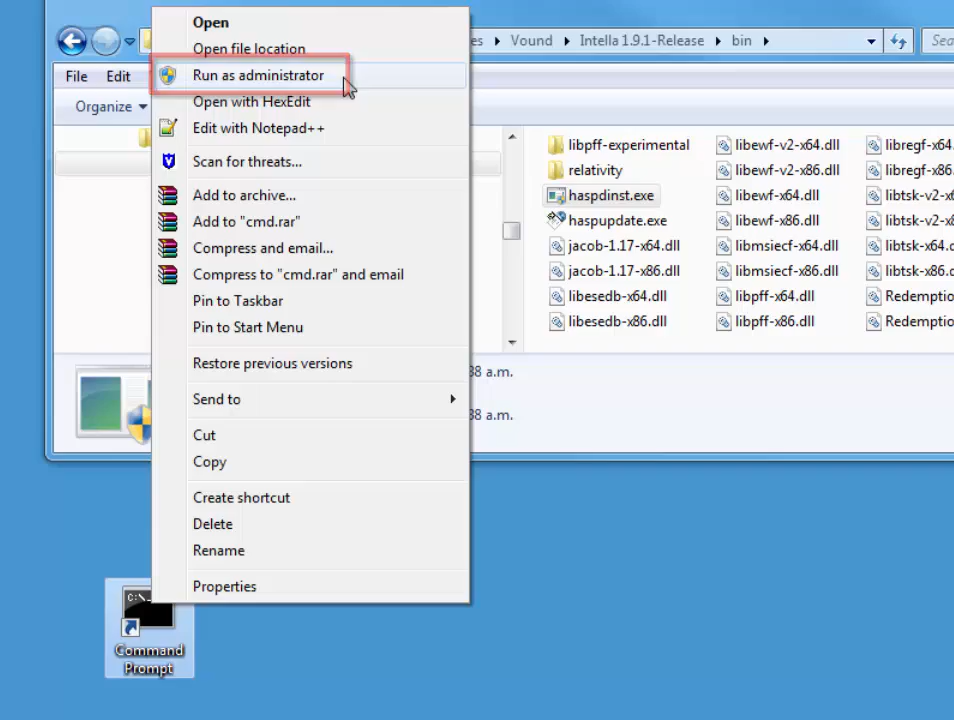 Open
Open file location
Run as administrator
Open with HexEdit
Edit with Notepad++
Scan for threats...
Add to archive...
Add to "cmd.rar"
Compress and email...
Compress to "cmd.rar" and email
Pin to Taskbar
Pin to Start Menu
Restore previous versions
Send to
Cut
Copy
Create shortcut
Delete
Rename
Properties
es Vound Intella 1.9.1-Release bin Sea
File Edit
Organize
libpff-experimental
relativity
haspdinst.exe
haspupdate.exe
jacob-1.17-x64.dll
jacob-1.17-x86.dll
libesedb-x64.dll
libesedb-x86.dll
libewf-v2-x64.dll
libewf-v2-x86.dll
libewf-x64.dll
libewf-x86.dll
libmsiecf-x64.dll
libmsiecf-x86.dll
libpff-x64.dll
libpff-x86.dll
libregf-x64.
libregf-x86.
libtsk-v2-x
libtsk-v2-x
libtsk-x64.c
libtsk-x86.c
Redemptio
Redemptio
38 a.m.
38 a.m.
C:\.
Command
Prompt